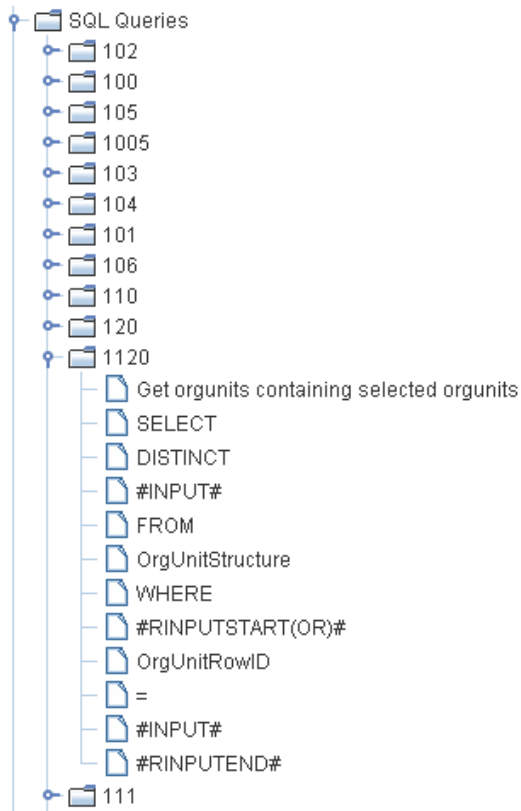 SQL Queries
102
100
105
1005
103
104
101
106
110
120
1120
Get orgunits containing selected orgunits
SELECT
DISTINCT
#INPUT#
FROM
OrgUnitStructure
WHERE
#RINPUTSTART(OR)#
OrgUnitRowID
=
#INPUT#
#RINPUTEND#
111